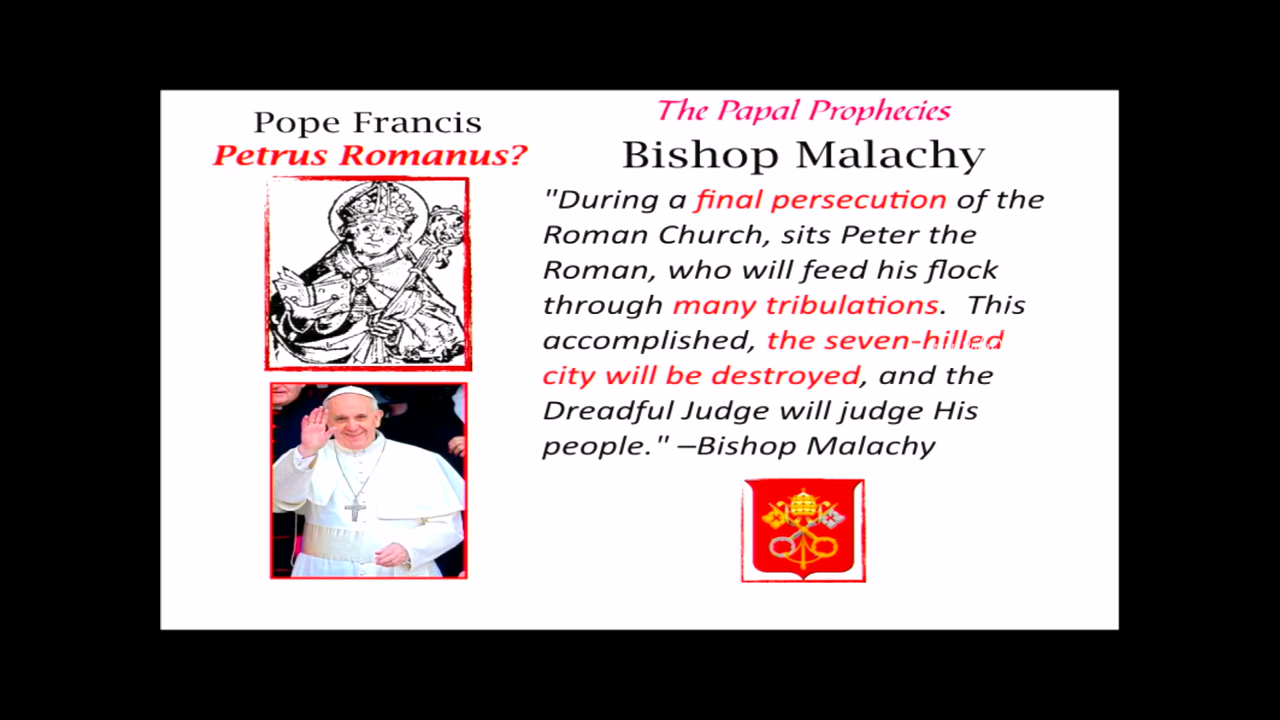 Pope Francis
Petrus Romanus?
The Papal Prophecies
Bishop Malachy
"During a final persecution of the
Roman Church, sits Peter the
Roman, who will feed his flock
through many tribulations.  This
accomplished, the seven-hilled
city will be destroyed, and the
Dreadful Judge will judge His
people." –Bishop Malachy